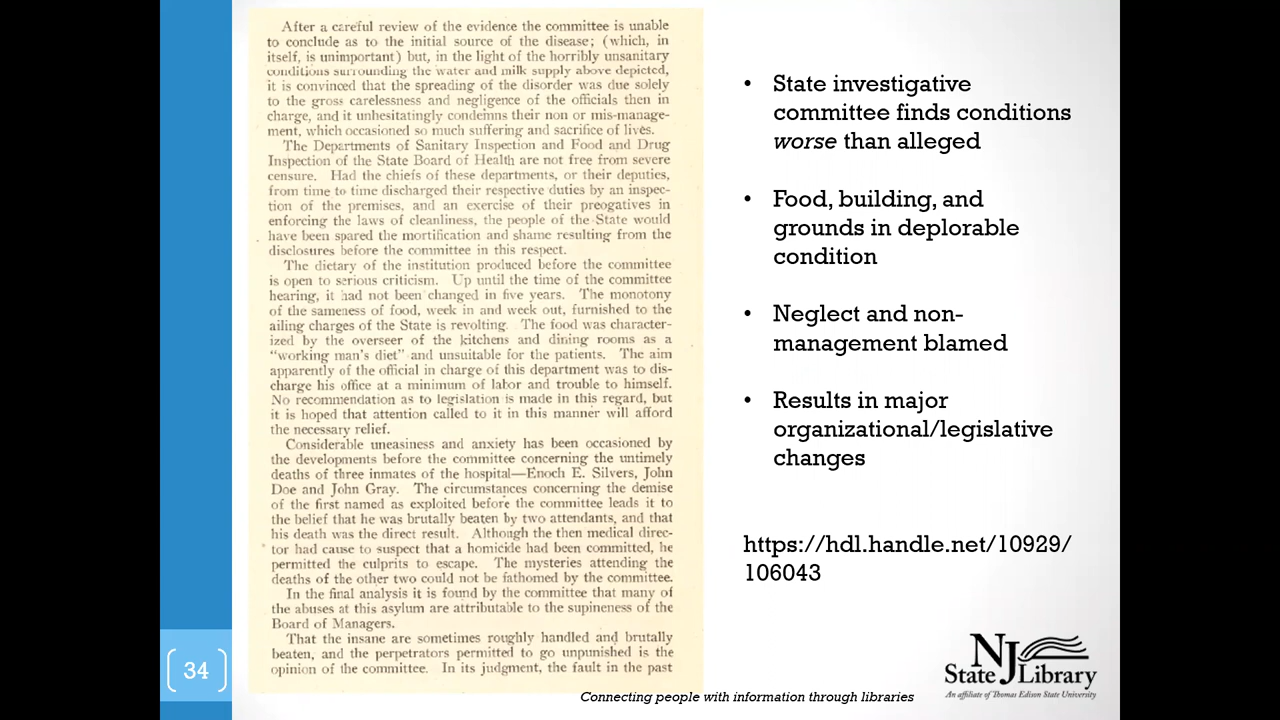 After a careful review of the evidence the committee is unable
to conclude as to the initial source of the disease; (which, in
itself, is unimportant) but, in the light of the horribly unsanitary
conditions surrounding the water and milk supply above depicted,
it is convinced that the spreading of the disorder was due solely
to the gross carelessness and negligence of the officials then in
charge, and it unhesitatingly condemns their non or mis-manage-
ment, which occasioned so much suffering and sacrifice of lives.
The Departments of Sanitary Inspection and Food and Drug
Inspection of the State Board of Health are not free from severe
censure. Had the chiefs of these departments, or their deputies,
from time to time discharged their respective duties by an inspec-
tion of the premises, and an exercise of their preogatives in
enforcing the laws of cleanliness, the people of the State would
have been spared the mortification and shame resulting from the
disclosures before the committee in this respect.
The dietary of the institution produced before the committee
is open to serious criticism. Up until the time of the committee
hearing, it had not been changed in five years. The monotony
of the sameness of food, week in and week out, furnished to the
ailing charges of the State is revolting. The food was character-
ized by the overseer of the kitchens and dining rooms as a
"working man's diet" and unsuitable for the patients. The aim
apparently of the official in charge of this department was to dis-
charge his office at a minimum of labor and trouble to himself.
No recommendation as to legislation is made in this regard, but
it is hoped that attention called to it in this manner will afford
the necessary relief.
Considerable uneasiness and anxiety has been occasioned by
the developments before the committee concerning the untimely
deaths of three inmates of the hospital—Enoch E. Silvers, John
Doe and John Gray. The circumstances concerning the demise
of the first named as exploited before the committee leads it to
the belief that he was brutally beaten by two attendants, and that
his death was the direct result. Although the then medical direc-
tor had cause to suspect that a homicide had been committed, he
permitted the culprits to escape. The mysteries attending the
deaths of the other two could not be fathomed by the committee.
In the final analysis it is found by the committee that many of
the abuses at this asylum are attributable to the supineness of the
Board of Managers.
That the insane are sometimes roughly handled and brutally
beaten, and the perpetrators permitted to go unpunished is the
opinion of the committee. In its judgment, the fault in the past
• State investigative
committee finds conditions
worse than alleged
• Food, building, and
grounds in deplorable
condition
• Neglect and non-
management blamed
• Results in major
organizational/legislative
changes
https://hdl.handle.net/10929/
106043
34
Connecting people with information through libraries
NJ
State Library
An affiliate of Thomas Edison State University